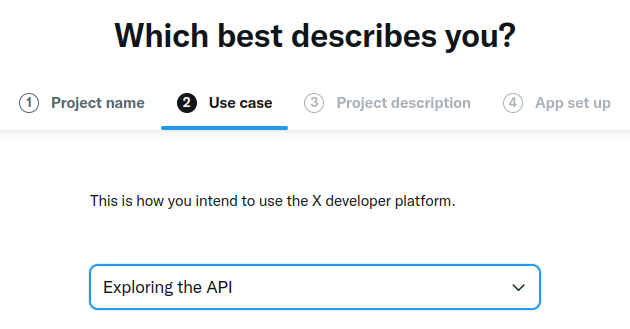 Which best describes you?
1 Project name 2 Use case 3 Project description 4 App set up
This is how you intend to use the X developer platform.
Exploring the API